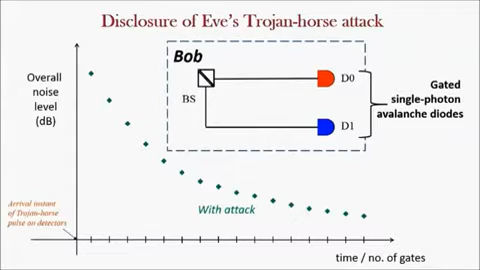 Disclosure of Eve's Trojan-horse attack
Overall
noise
level
(dB)
Bob
BS
D0
D1
Gated
single-photon
avalanche diodes
With attack
Arrival instant
of Trojan-horse
pulse on detectors
time / no. of gates